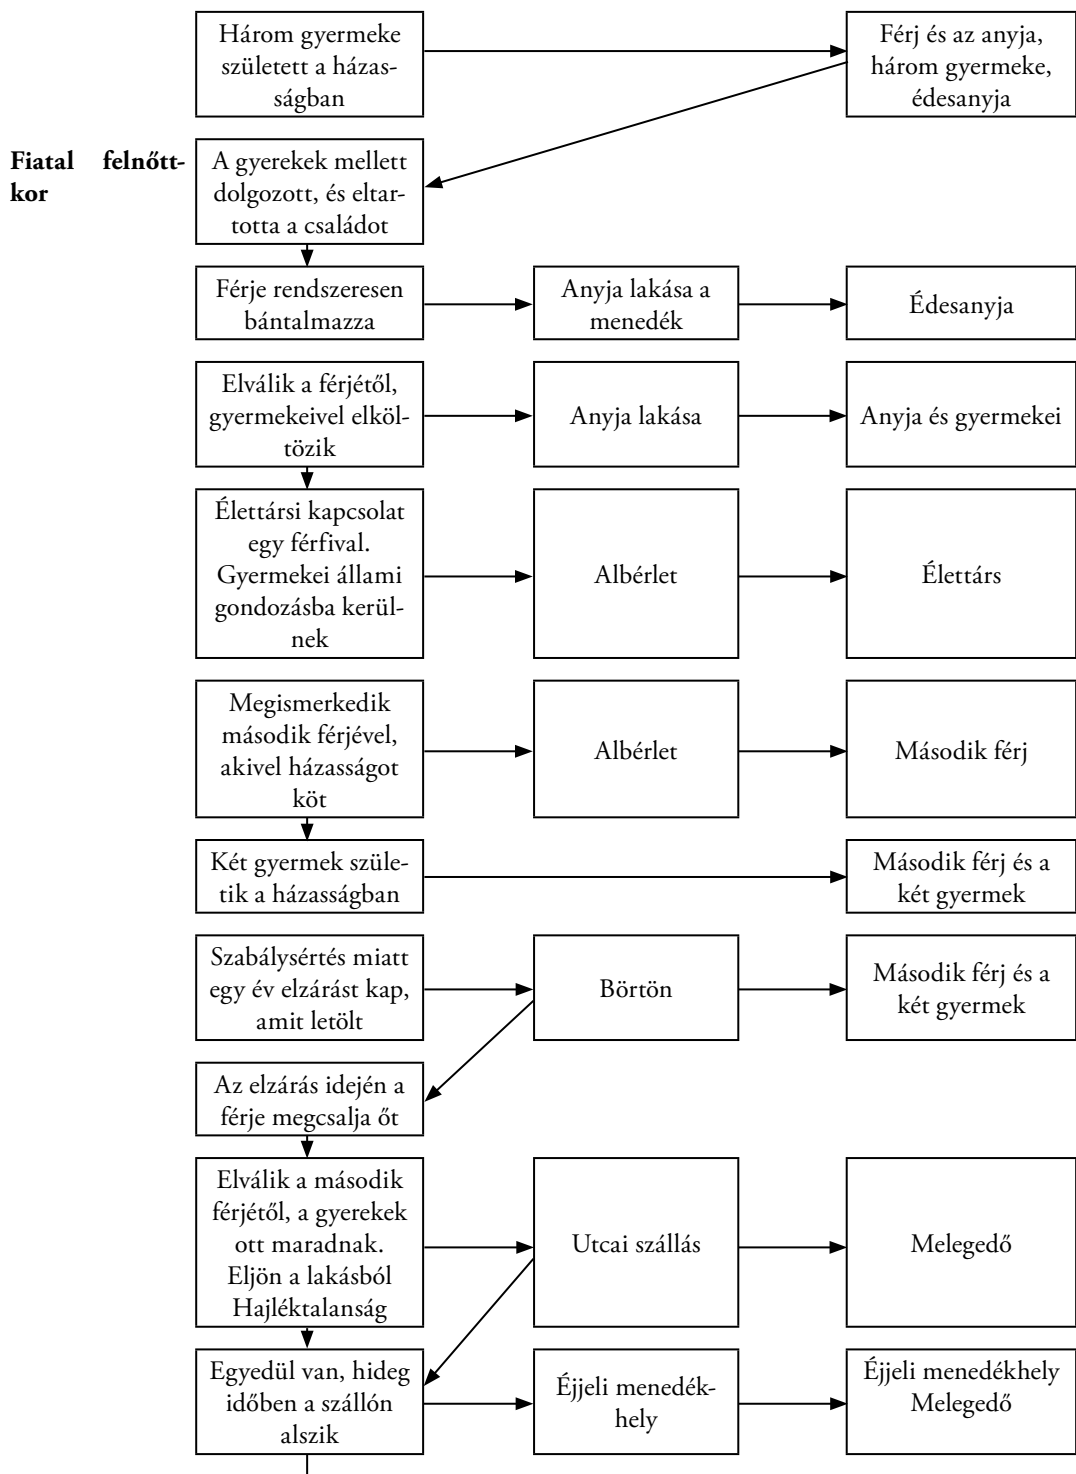 Három gyermeke
született a házas-
ságban
Férj és az anyja,
három gyermeke,
édesanyja
Fiatal felnőtt-
kor
A gyerekek mellett
dolgozott, és eltar-
totta a családot
Férje rendszeresen
bántalmazza
Anyja lakása a
menedék
Édesanyja
Elválik a férjétől,
gyermekeivel elköl-
tözik
Anyja lakása
Anyja és gyermekei
Élettársi kapcsolat
egy férfival.
Gyermekei állami
gondozásba kerül-
nek
Albérlet
Élettárs
Megismerkedik
második férjével,
akivel házasságot
köt
Albérlet
Második férj
Két gyermek szüle-
tik a házasságban
Második férj és a
két gyermek
Szabálysértés miatt
egy év elzárást kap,
amit letölt
Börtön
Második férj és a
két gyermek
Az elzárás idején a
férje megcsalja őt
Elválik a második
férjétől, a gyerekek
ott maradnak.
Eljön a lakásból
Hajléktalanság
Utcai szállás
Melegedő
Egyedül van, hideg
időben a szállón
alszik
Éjjeli menedék-
hely
Éjjeli menedékhely
Melegedő